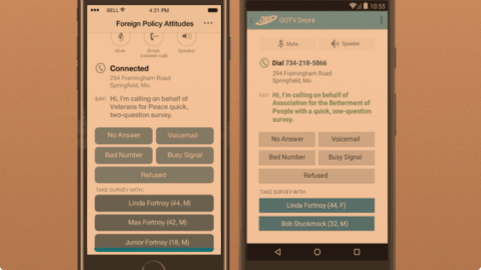 BELL
4:21 PM
Foreign Policy Attitudes
Mute
Speaker
Connected
294 Framingham Road
Springfield, Mo.
SAY:
Hi, I'm calling on behalf of
Veterans for Peace quick,
two-question survey.
No Answer
Voicemail
Bad Number
Busy Signal
Refused
TAKE SURVEY WITH:
Linda Fortnoy (44, M)
Max Fortnoy (42, M)
Junior Fortnoy (18, M)
10:55
GOTV Doors
Mute
Speaker
Dial 734-218-5866
294 Framingham Road
Springfield, Mo.
SAY:
Hi, I'm calling on behalf of
Association for the Betterment of
People with a quick, one-question
survey.
No Answer
Voicemail
Bad Number
Busy Signal
Refused
TAKE SURVEY WITH:
Linda Fortnoy (44, F)
Bob Stuckmock (32, M)